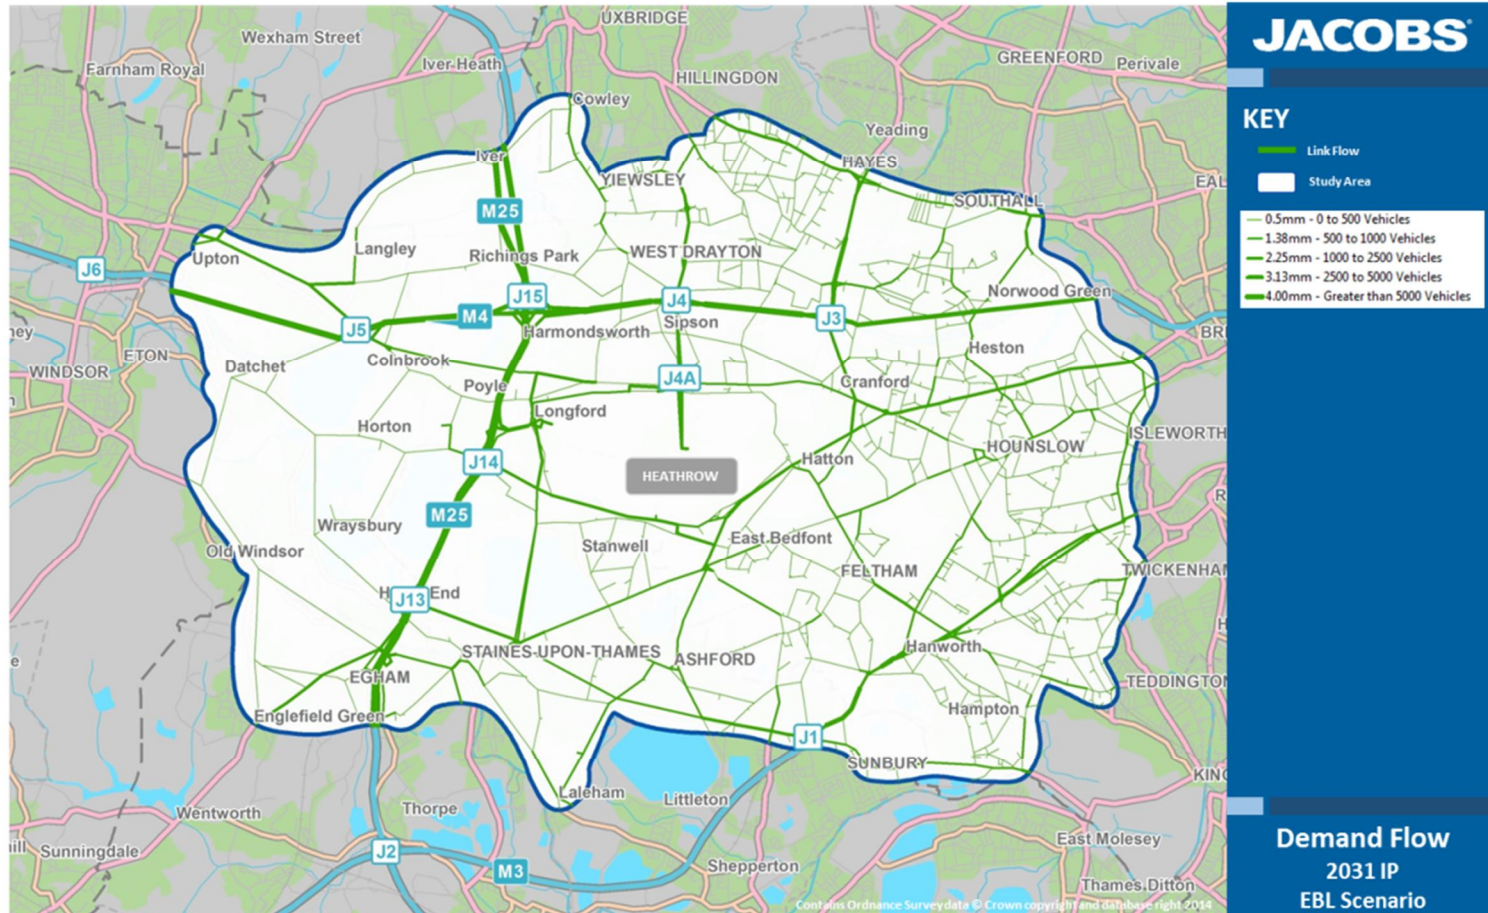 UXBRIDGE
Wexham Street
Iver Heath
Farnham Royal
HILLINGDON
GREENFORD
Perivale
Cowley
Yeading
Iver
HAYES
YIEWSLEY
SOUTHALL
M25
Langley
Upton
Richings Park
WEST DRAYTON
J6
J15
J4
Norwood Green
M4
J5
J3
Harmondsworth
Sipson
ETON
Colnbrook
Heston
Datchet
WINDSOR
Poyle
J4A
Cranford
Longford
Horton
ISLEWORTH
HOUNSLOW
J14
Hatton
HEATHROW
M25
Wraysbury
Old Windsor
Stanwell
East Bedfont
FELTHAM
TWICKENHAM
J13
End
STAINES-UPON-THAMES
ASHFORD
Hanworth
EGHAM
TEDDINGTON
Englefield Green
Hampton
J1
SUNBURY
Laleham
Littleton
Wentworth
Thorpe
Sunningdale
J2
M3
East Molesey
Shepperton
Thames Ditton
Contains Ordnance Survey data © Crown copyright and database right 2014
JACOBS
KEY
Link Flow
Study Area
0.5mm - 0 to 500 Vehicles
1.38mm - 500 to 1000 Vehicles
2.25mm - 1000 to 2500 Vehicles
3.13mm - 2500 to 5000 Vehicles
4.00mm - Greater than 5000 Vehicles
Demand Flow
2031 IP
EBL Scenario